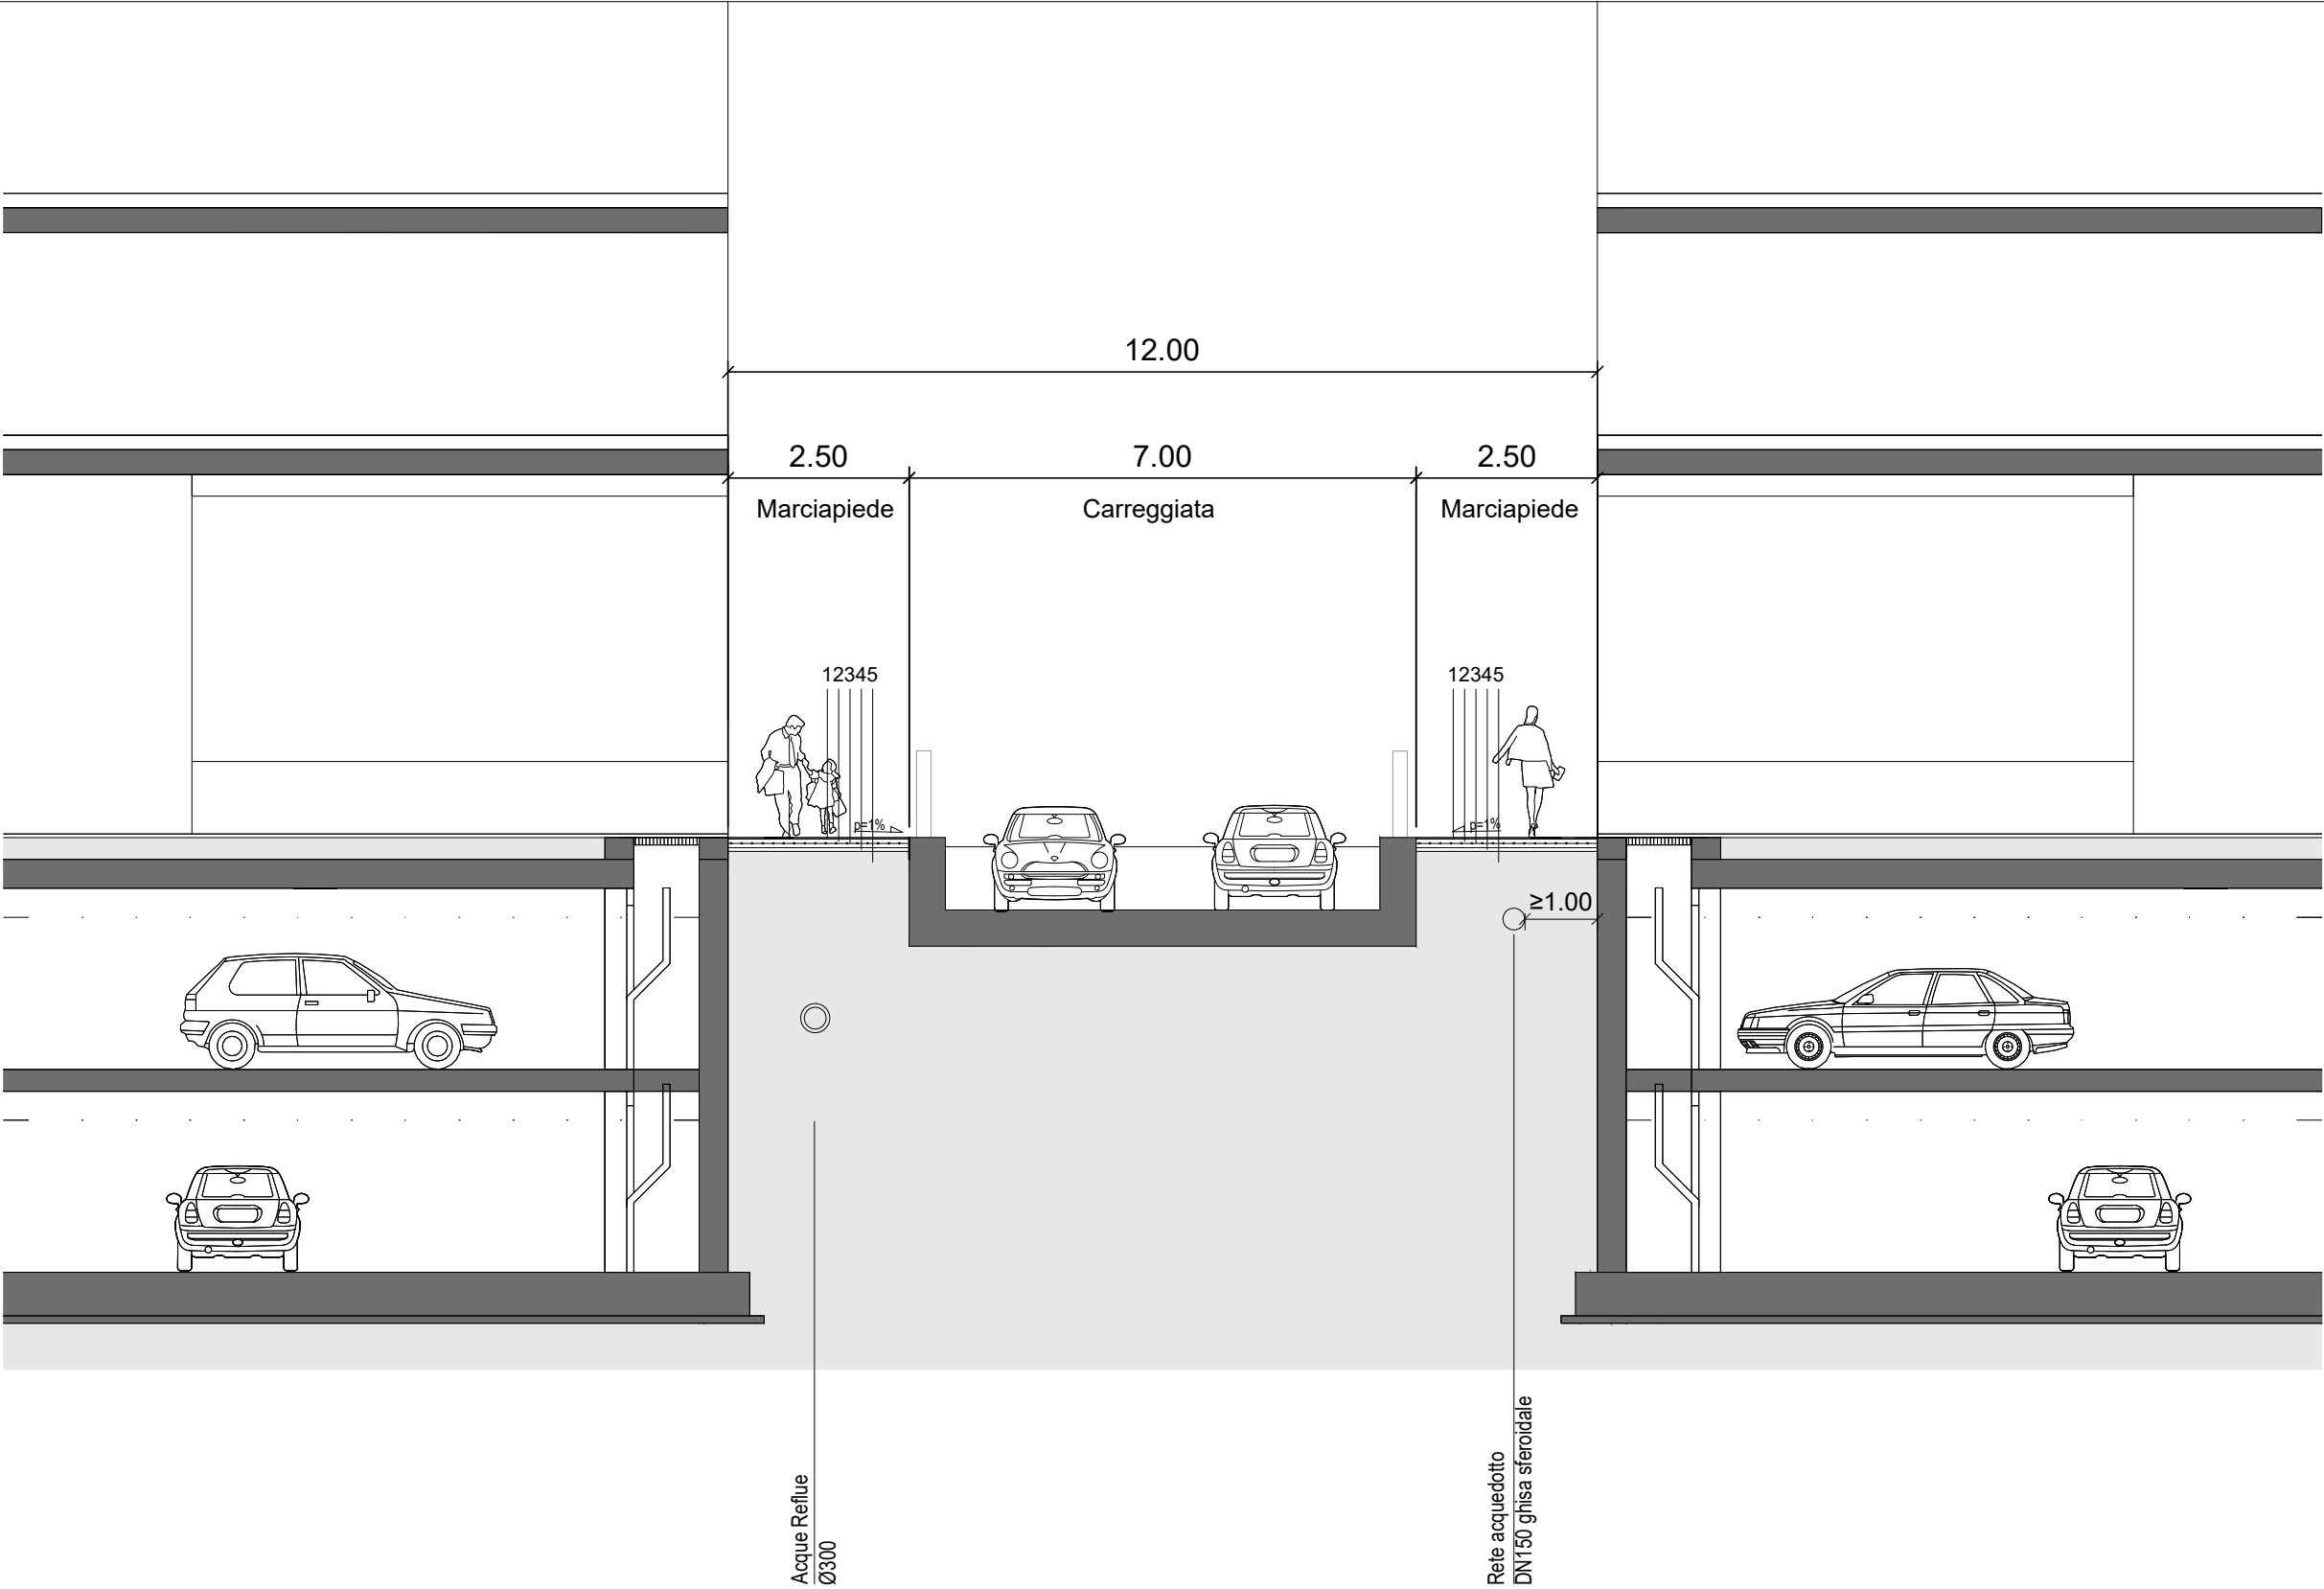 12.00
2.50 7.00 2.50
Marciapiede Carreggiata Marciapiede
12345 12345
p=1% p=1%
≥1.00
Acque Reflue
Ø300
Rete acquedotto
DN150 ghisa sferoidale